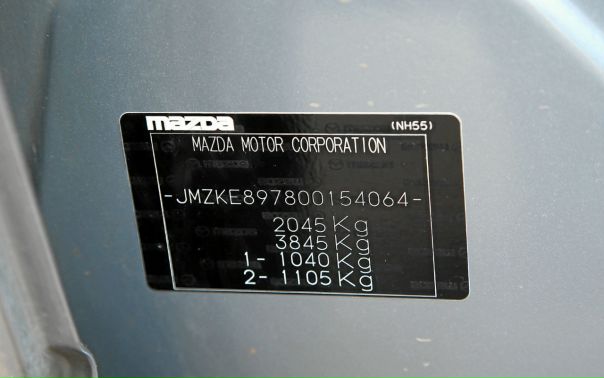 mazda (NH55)
MAZDA MOTOR CORPORATION
-JMZKE897800154064-
2045 Kg
3845 Kg
1- 1040 Kg
2- 1105 Kg